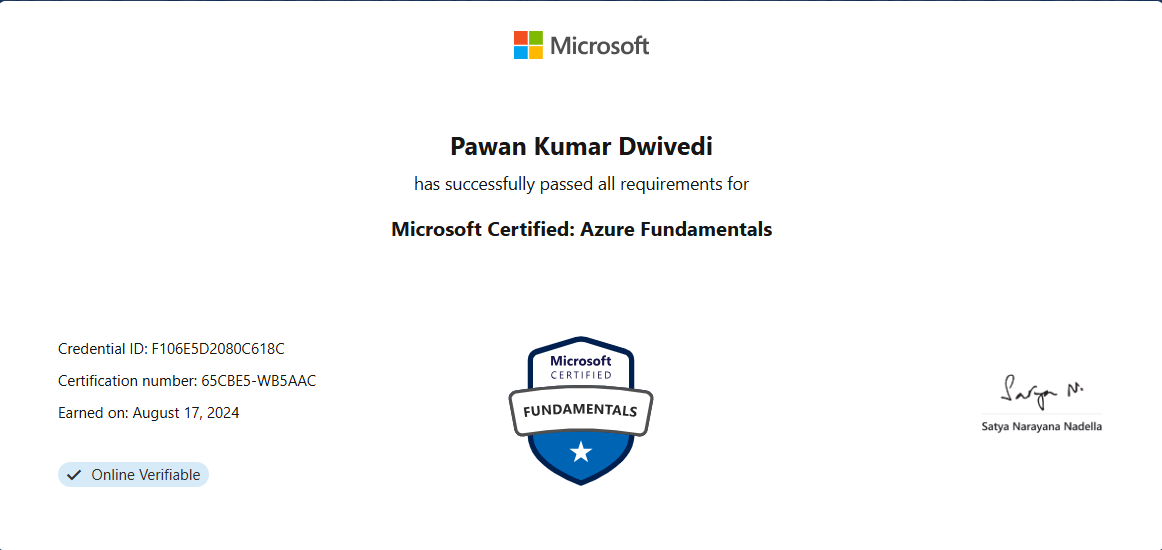 Microsoft
Pawan Kumar Dwivedi
has successfully passed all requirements for
Microsoft Certified: Azure Fundamentals
Credential ID: F106E5D2080C618C
Certification number: 65CBE5-WB5AAC
Earned on: August 17, 2024
Online Verifiable
Microsoft
CERTIFIED
FUNDAMENTALS
Satya N.
Satya Narayana Nadella